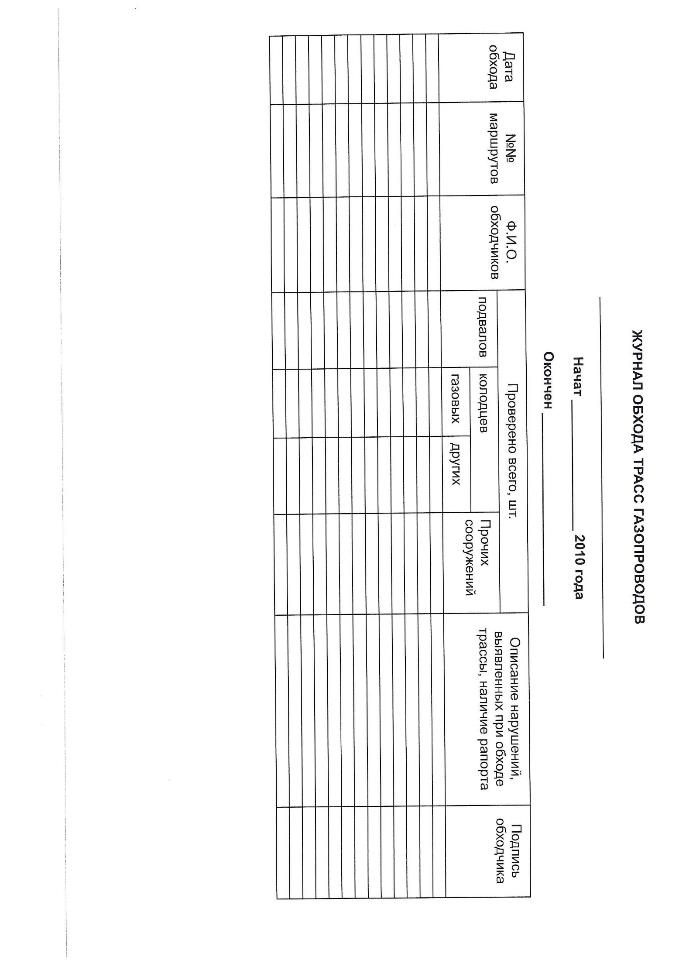 ЖУРНАЛ ОБХОДА ТРАСС ГАЗОПРОВОДОВ
Начат 2010 года
Окончен
Дата
обхода
№№
маршрутов
Ф.И.О.
обходчиков
Проверено всего, шт.
подвалов
колодцев
газовых
других
Прочих
сооружений
Описание нарушений,
выявленных при обходе
трассы, наличие рапорта
Подпись
обходчика